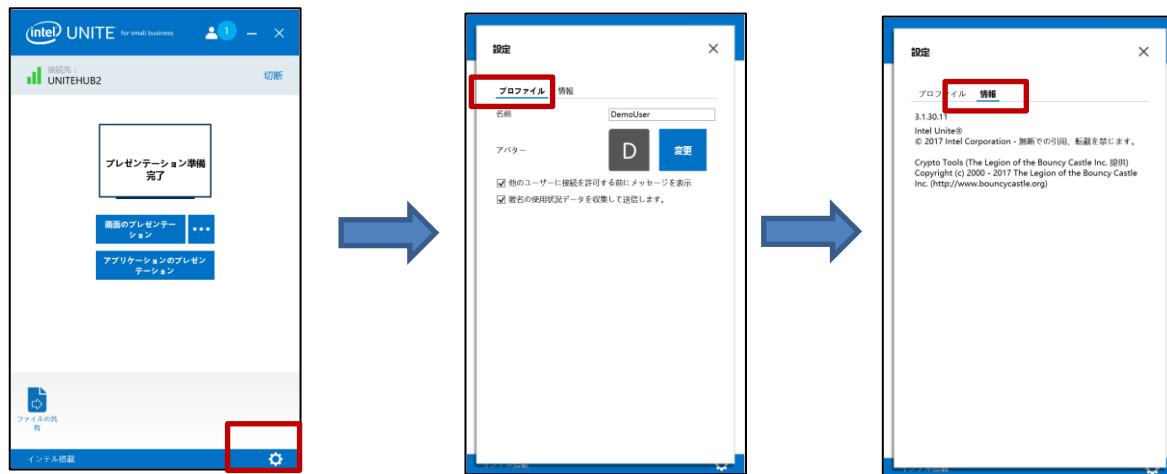 intel UNITE for small business 1
接続先 :
UNITEHUB2
切断
プレゼンテーション準備
完了
画面のプレゼンテー
ション
アプリケーションのプレゼン
テーション
ファイルの共
有
インテル搭載
設定
プロファイル 情報
名前 DemoUser
アバター D 変更
他のユーザーに接続を許可する前にメッセージを表示
匿名の使用状況データを収集して送信します。
設定
プロファイル 情報
3.1.30.11
Intel Unite®
© 2017 Intel Corporation - 無断での引用、転載を禁じます。
Crypto Tools (The Legion of the Bouncy Castle Inc. 提供)
Copyright (c) 2000 - 2017 The Legion of the Bouncy Castle
Inc. (http://www.bouncycastle.org)